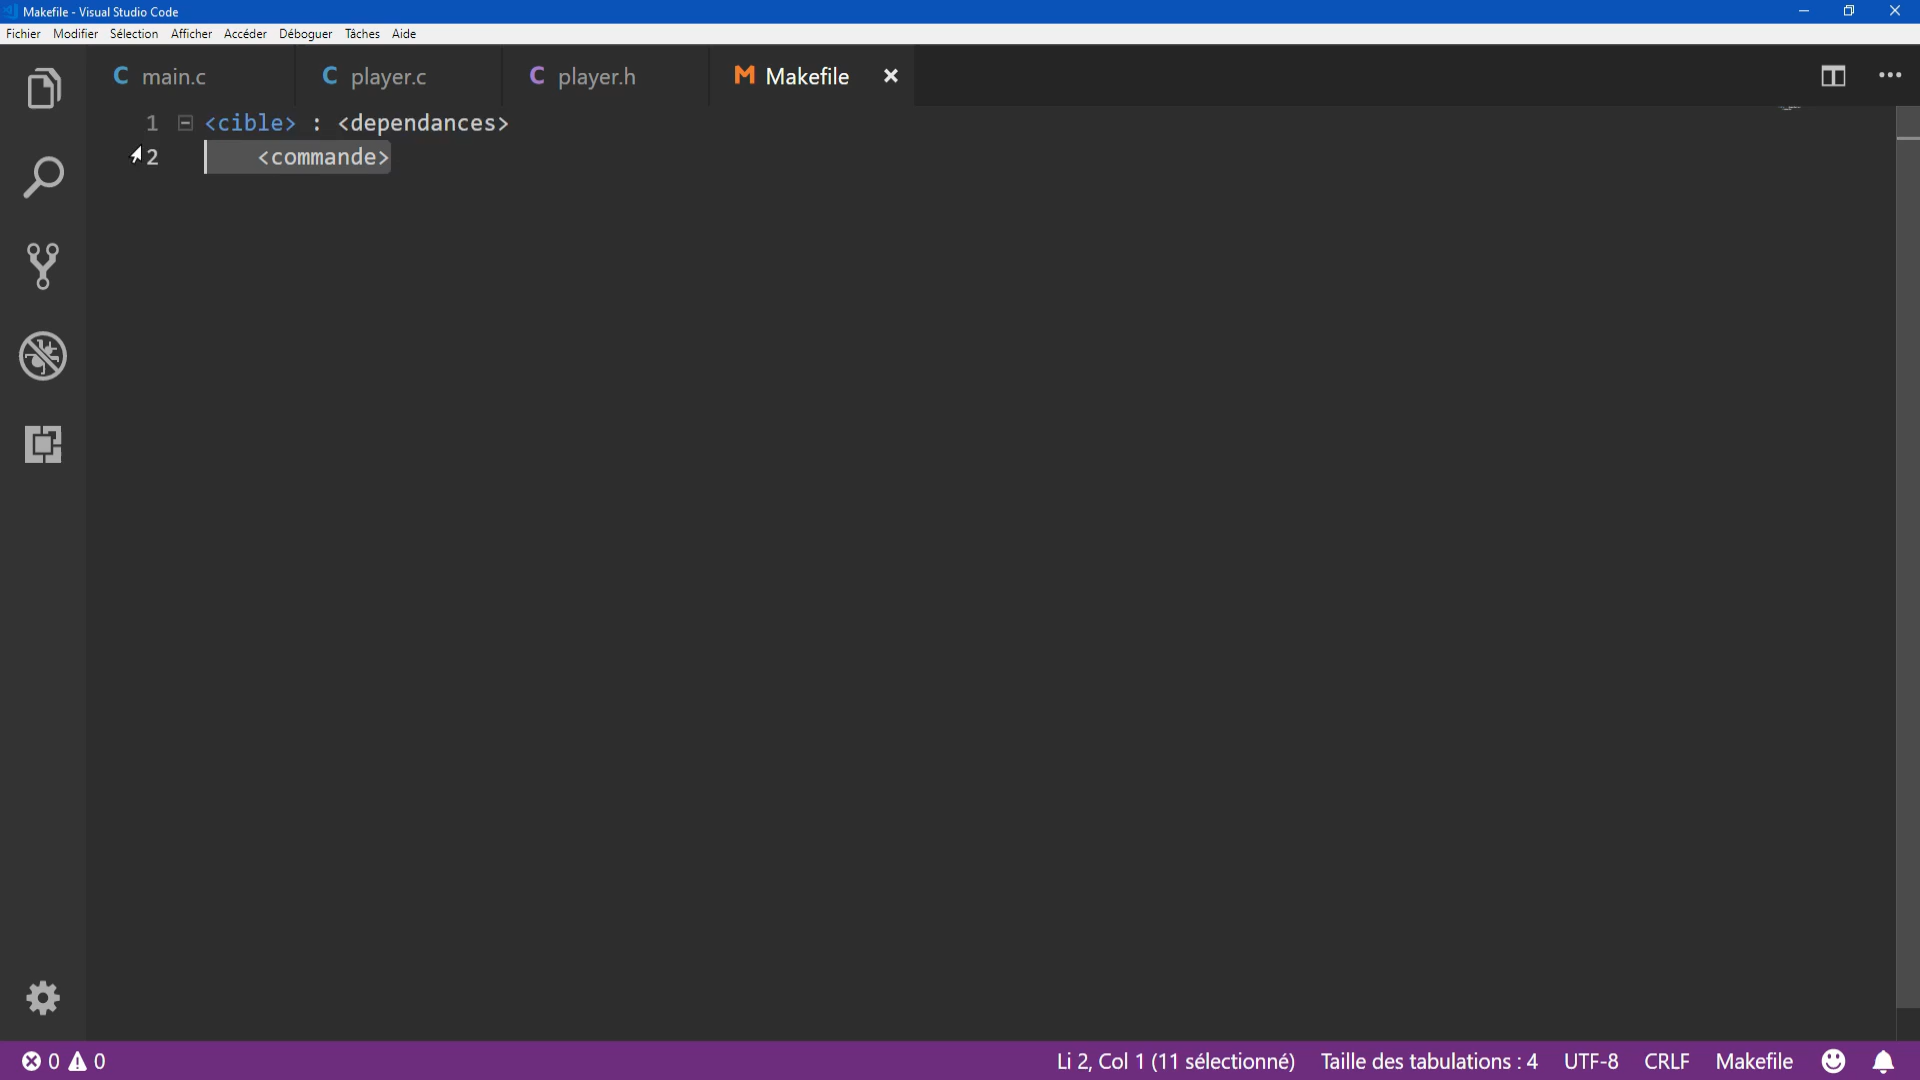 Makefile - Visual Studio Code
Fichier Modifier Sélection Afficher Accéder Déboguer Tâches Aide
C main.c C player.c C player.h M Makefile
1 <cible> : <dependances>
2 <commande>
0 0 Li 2, Col 1 (11 sélectionné) Taille des tabulations : 4 UTF-8 CRLF Makefile